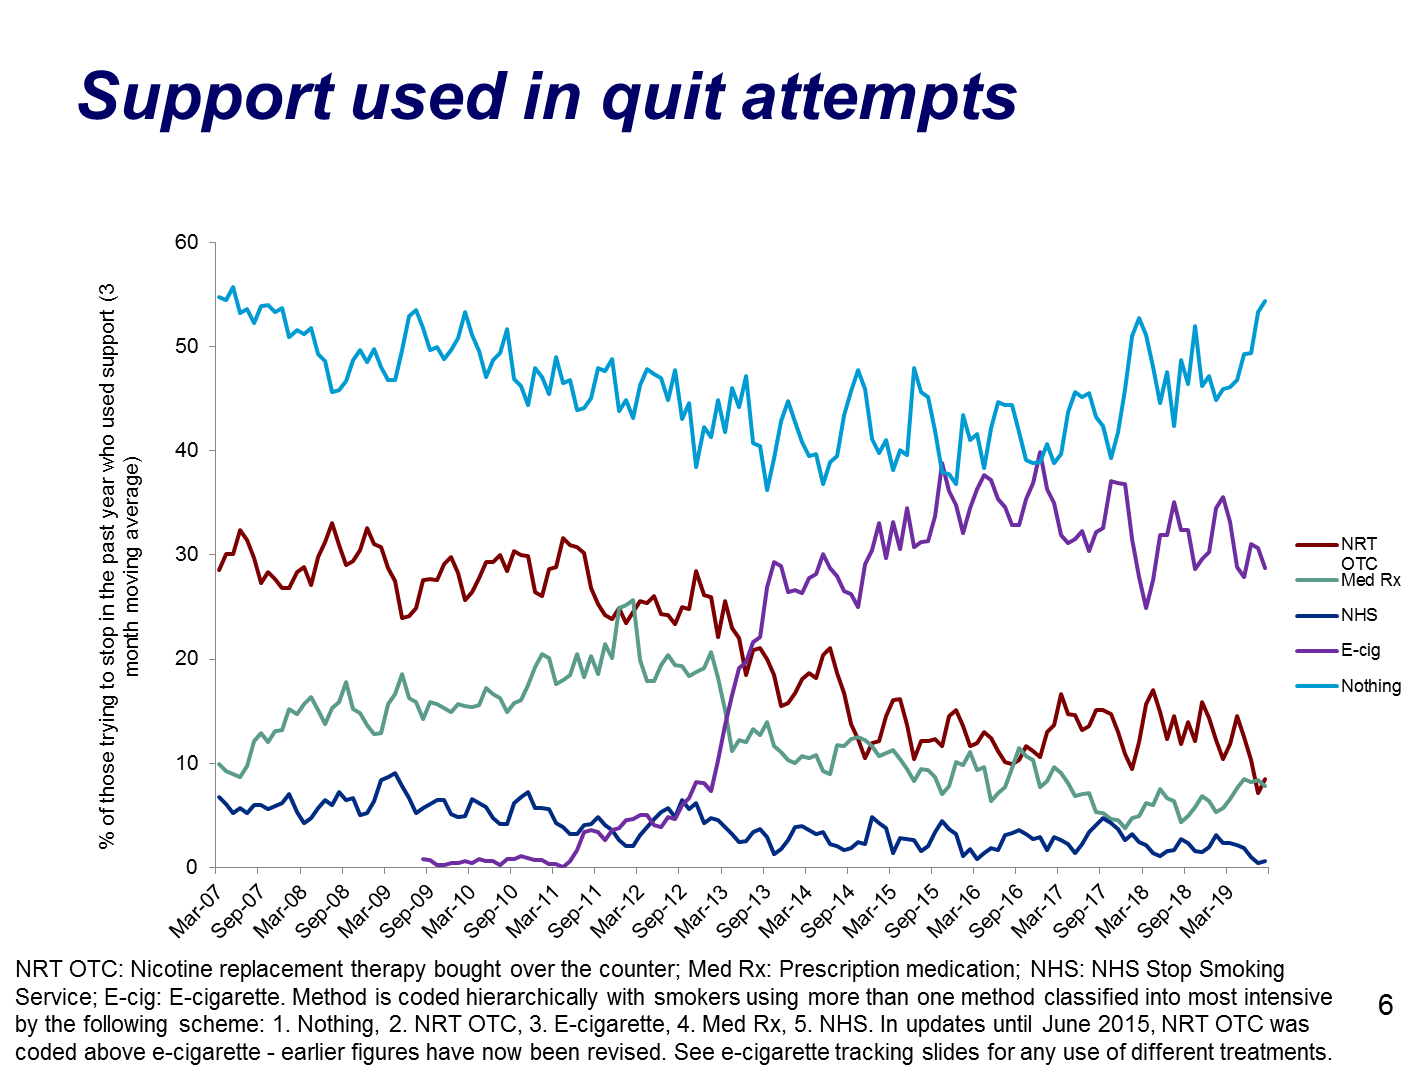 Support used in quit attempts
% of those trying to stop in the past year who used support (3
month moving average)
60
50
40
30
20
10
0
Mar-07
Sep-07
Mar-08
Sep-08
Mar-09
Sep-09
Mar-10
Sep-10
Mar-11
Sep-11
Mar-12
Sep-12
Mar-13
Sep-13
Mar-14
Sep-14
Mar-15
Sep-15
Mar-16
Sep-16
Mar-17
Sep-17
Mar-18
Sep-18
Mar-19
NRT
OTC
Med Rx
NHS
E-cig
Nothing
NRT OTC: Nicotine replacement therapy bought over the counter; Med Rx: Prescription medication; NHS: NHS Stop Smoking
Service; E-cig: E-cigarette. Method is coded hierarchically with smokers using more than one method classified into most intensive
by the following scheme: 1. Nothing, 2. NRT OTC, 3. E-cigarette, 4. Med Rx, 5. NHS. In updates until June 2015, NRT OTC was
coded above e-cigarette - earlier figures have now been revised. See e-cigarette tracking slides for any use of different treatments.
6